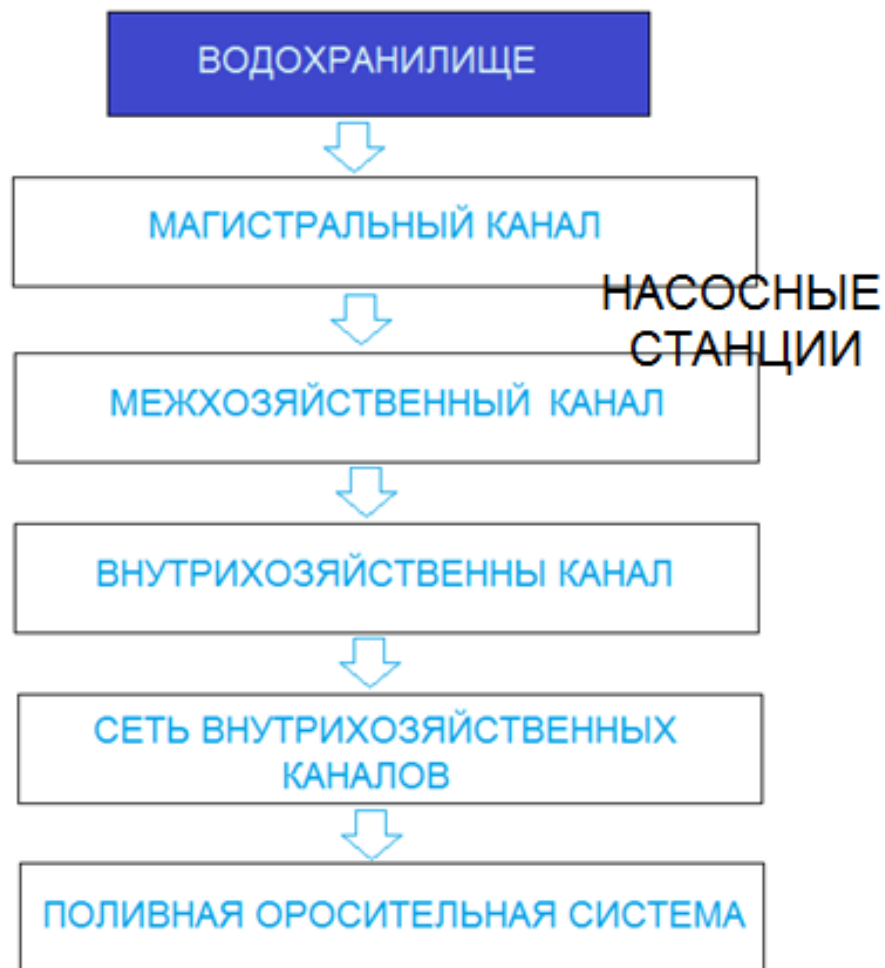 ВОДОХРАНИЛИЩЕ
МАГИСТРАЛЬНЫЙ КАНАЛ
НАСОСНЫЕ
СТАНЦИИ
МЕЖХОЗЯЙСТВЕННЫЙ КАНАЛ
ВНУТРИХОЗЯЙСТВЕННЫ КАНАЛ
СЕТЬ ВНУТРИХОЗЯЙСТВЕННЫХ
КАНАЛОВ
ПОЛИВНАЯ ОРОСИТЕЛЬНАЯ СИСТЕМА